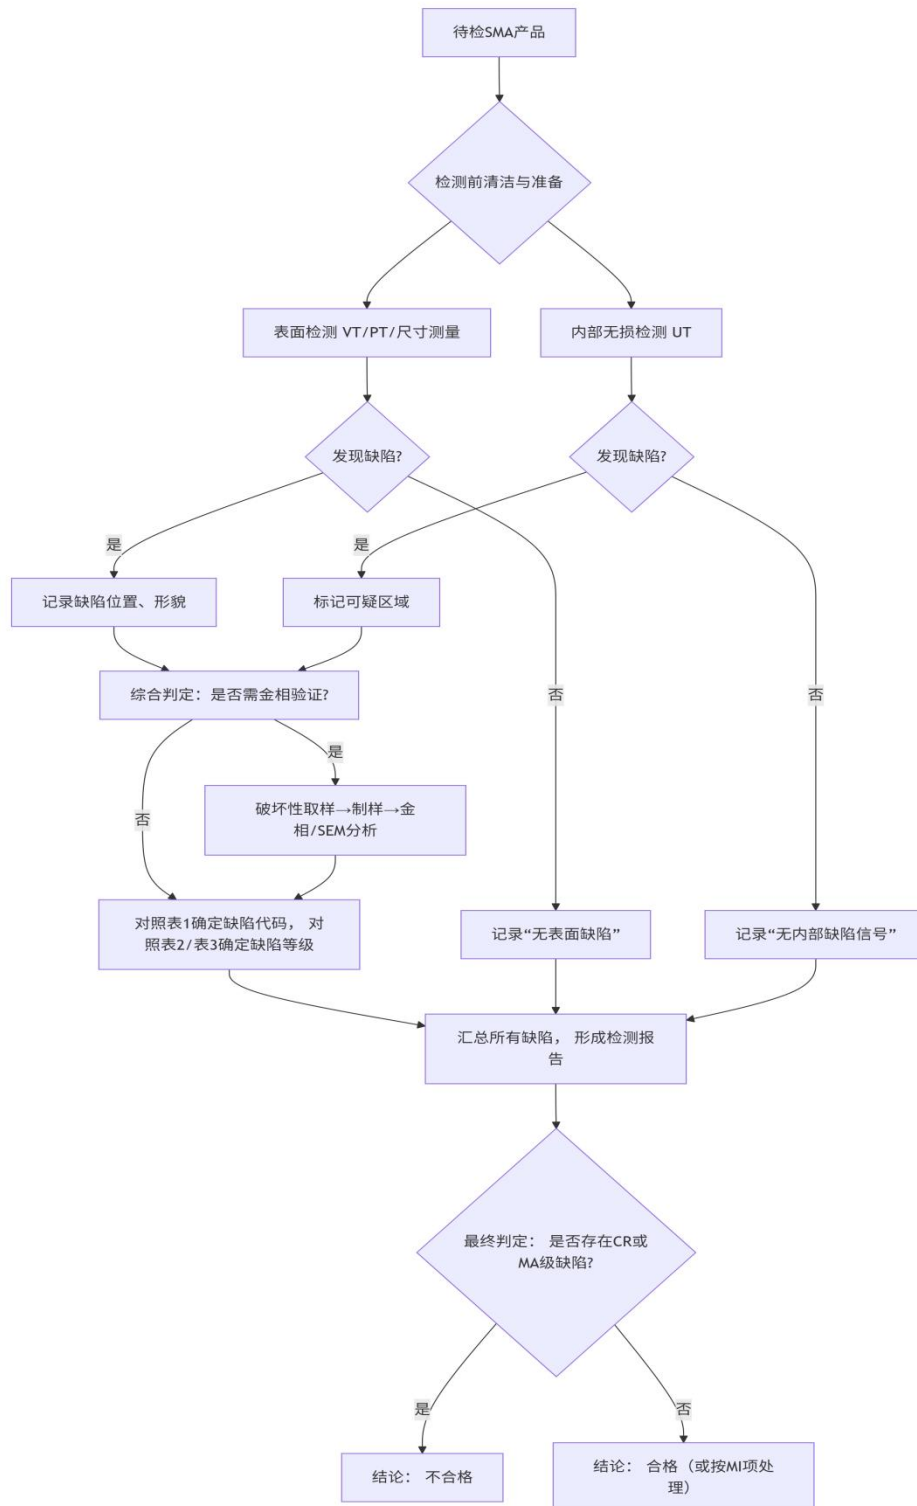 待检SMA产品
检测前清洁与准备
表面检测 VT/PT/尺寸测量
内部无损检测 UT
发现缺陷?
发现缺陷?
是
是
记录缺陷位置、形貌
标记可疑区域
综合判定：是否需金相验证?
否
否
是
否
破坏性取样→制样→金
相/SEM分析
对照表1确定缺陷代码， 对
照表2/表3确定缺陷等级
记录“无表面缺陷”
记录“无内部缺陷信号”
汇总所有缺陷， 形成检测报
告
最终判定： 是否存在CR或
MA级缺陷?
是
否
结论： 不合格
结论： 合格（或按MI项处
理）